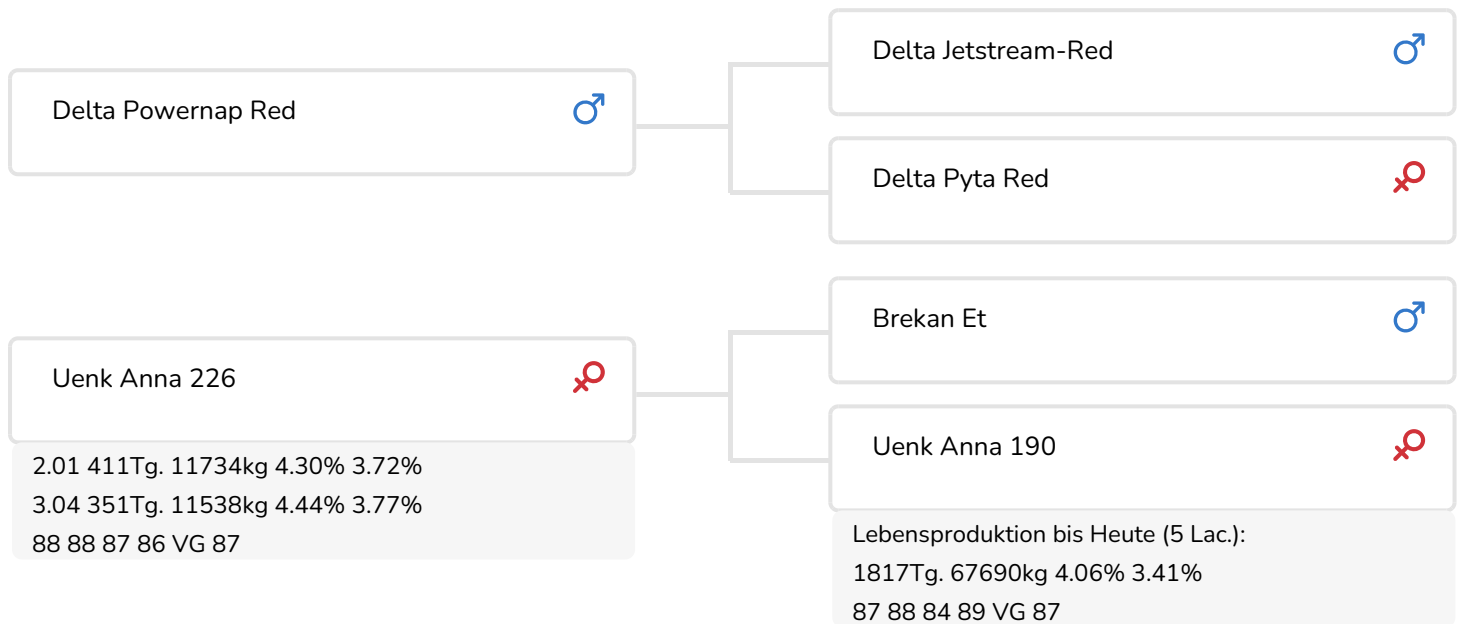 Delta Powernap Red
Delta Jetstream-Red
Delta Pyta Red
Uenk Anna 226
2.01 411Tg. 11734kg 4.30% 3.72%
3.04 351Tg. 11538kg 4.44% 3.77%
88 88 87 86 VG 87
Brekan Et
Uenk Anna 190
Lebensproduktion bis Heute (5 Lac.):
1817Tg. 67690kg 4.06% 3.41%
87 88 84 89 VG 87